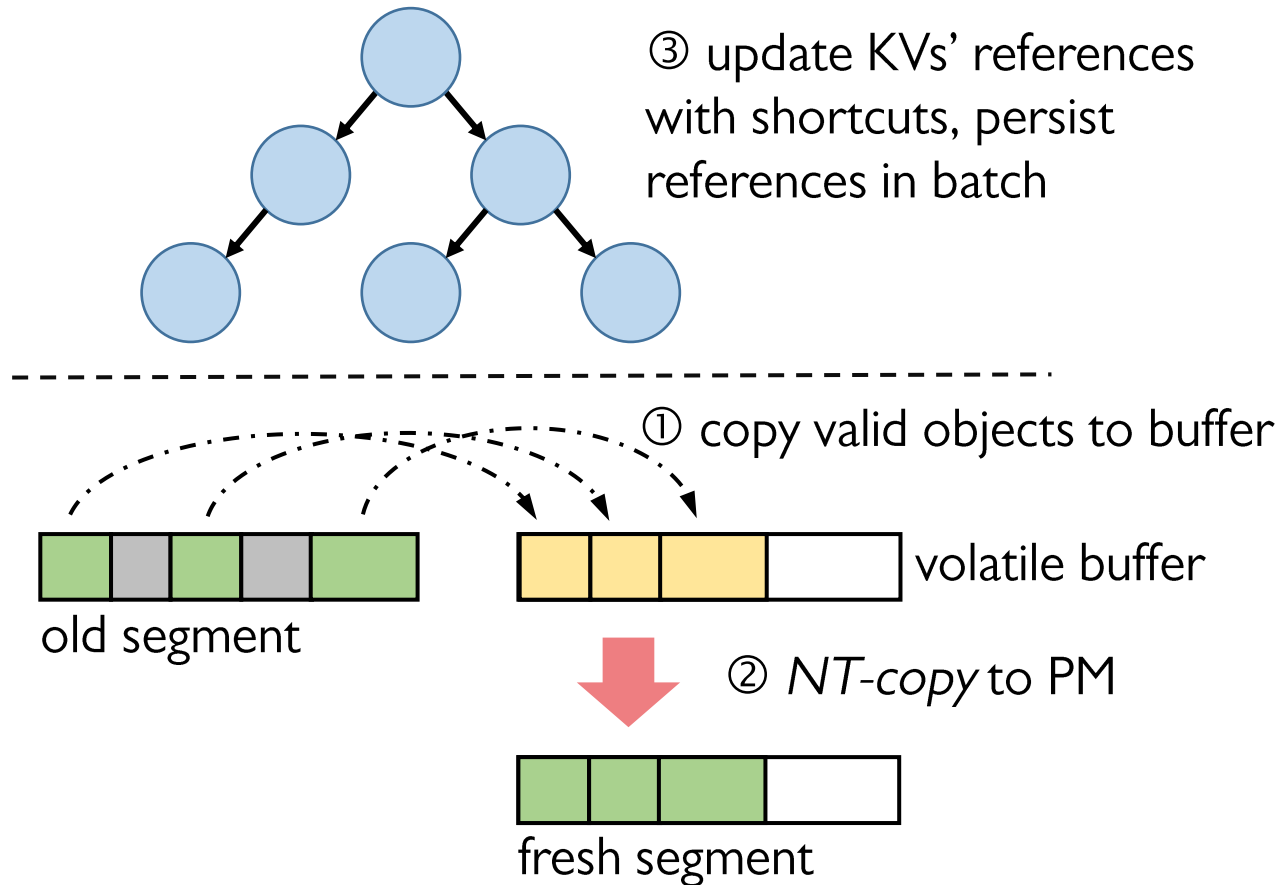 ③ update KVs’ references
with shortcuts, persist
references in batch
① copy valid objects to buffer
volatile buffer
old segment
② NT-copy to PM
fresh segment